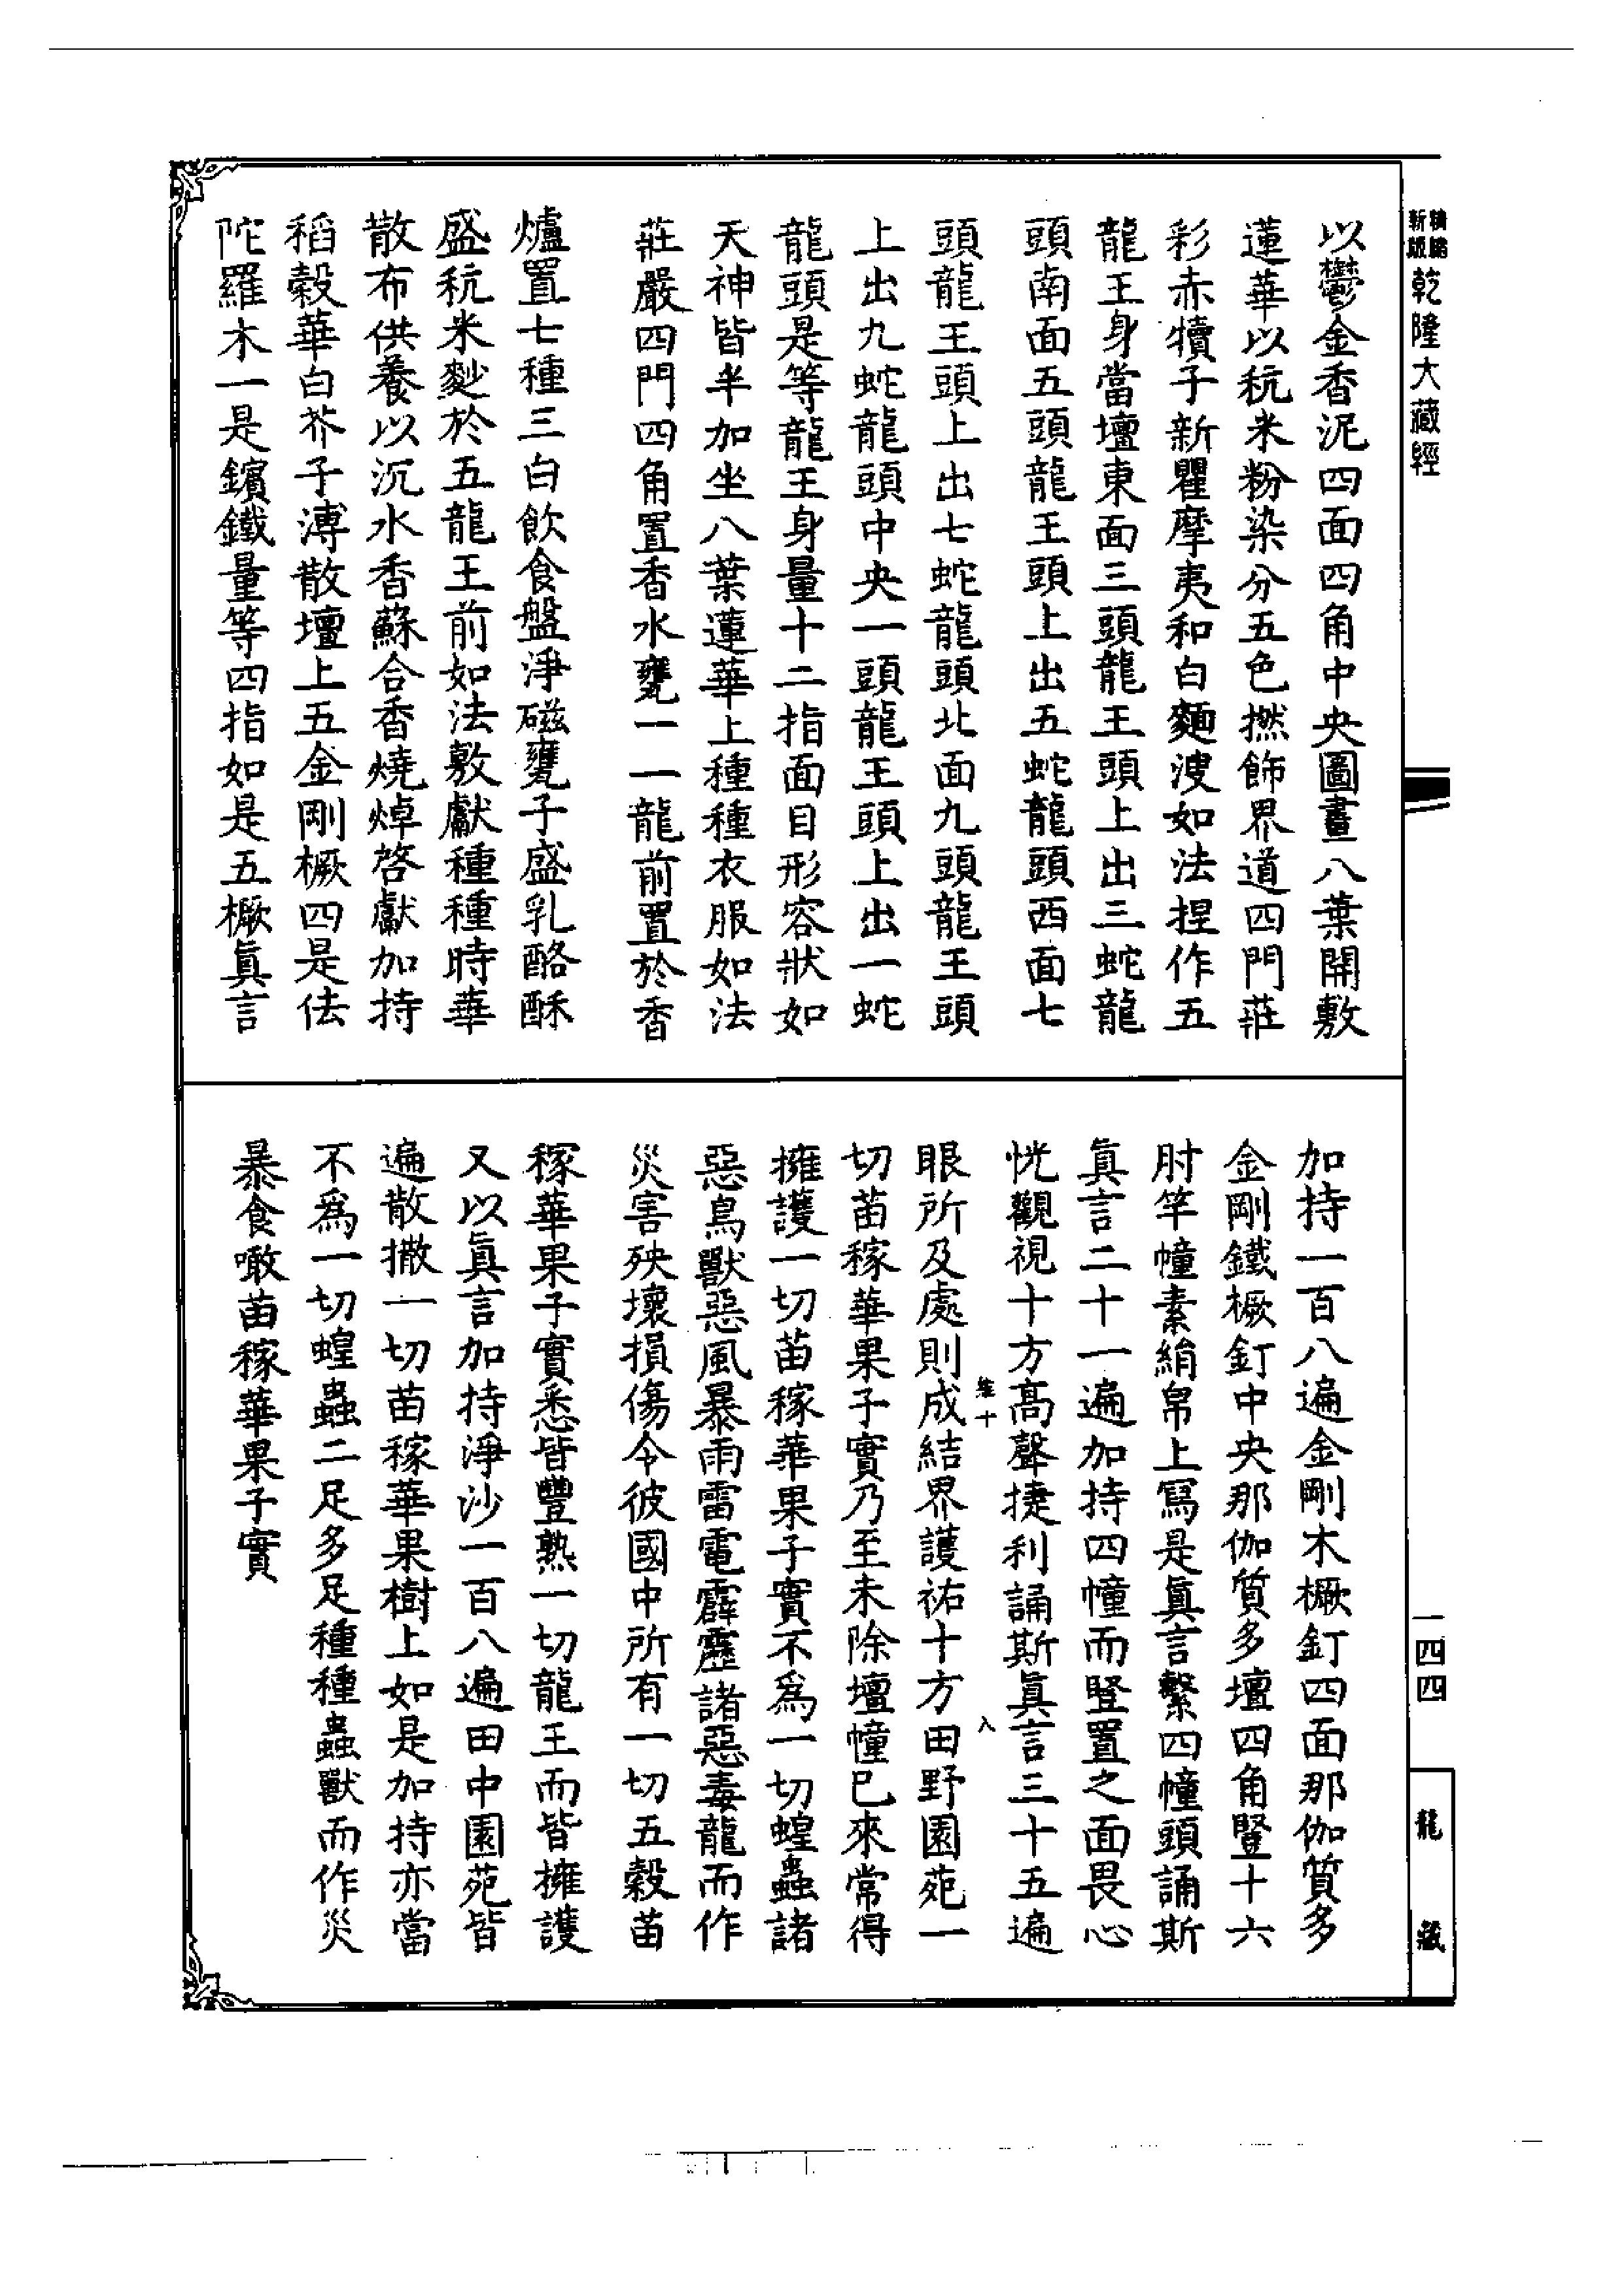 精縮
新版
乾隆大藏經
以鬱金香泥四面四角中央圖畫八葉開敷
蓮華以秔米粉染分五色撚飾界道四門莊
彩赤犢子新瞿摩夷和白麵溲如法捏作五
龍王身當壇東面三頭龍王頭上出三蛇龍
頭南面五頭龍王頭上出五蛇龍頭西面七
頭龍王頭上出七蛇龍頭北面九頭龍王頭
上出九蛇龍頭中央一頭龍王頭上出一蛇
龍頭是等龍王身量十二指面目形容狀如
天神皆半加坐八葉蓮華上種種衣服如法
莊嚴四門四角置香水甕一一龍前置於香
爐置七種三白飲食盤淨磁甕子盛乳酪酥
盛秔米麨於五龍王前如法敷獻種種時華
散布供養以沉水香蘇合香燒焯啓獻加持
稻穀華白芥子溥散壇上五金剛橛四是佉
陀羅木一是鑌鐵量等四指如是五橛眞言
加持一百八遍金剛木橛釘四面那伽質多
金剛鐵橛釘中央那伽質多壇四角豎十六
肘竿幢素絹帛上寫是眞言繫四幢頭誦斯
眞言二十一遍加持四幢而豎置之面畏心
恍觀視十方高聲捷利誦斯眞言三十五遍
維十
入
眼所及處則成結界護祐十方田野園苑一
切苗稼華果子實乃至未除壇幢已來常得
擁護一切苗稼華果子實不爲一切蝗蟲諸
惡鳥獸惡風暴雨雷電霹靂諸惡毒龍而作
災害殃壞損傷令彼國中所有一切五穀苗
稼華果子實悉皆豐熟一切龍王而皆擁護
又以眞言加持淨沙一百八遍田中園苑皆
遍散撒一切苗稼華果樹上如是加持亦當
不爲一切蝗蟲二足多足種種蟲獸而作災
暴食噉苗稼華果子實
一四四
龍藏